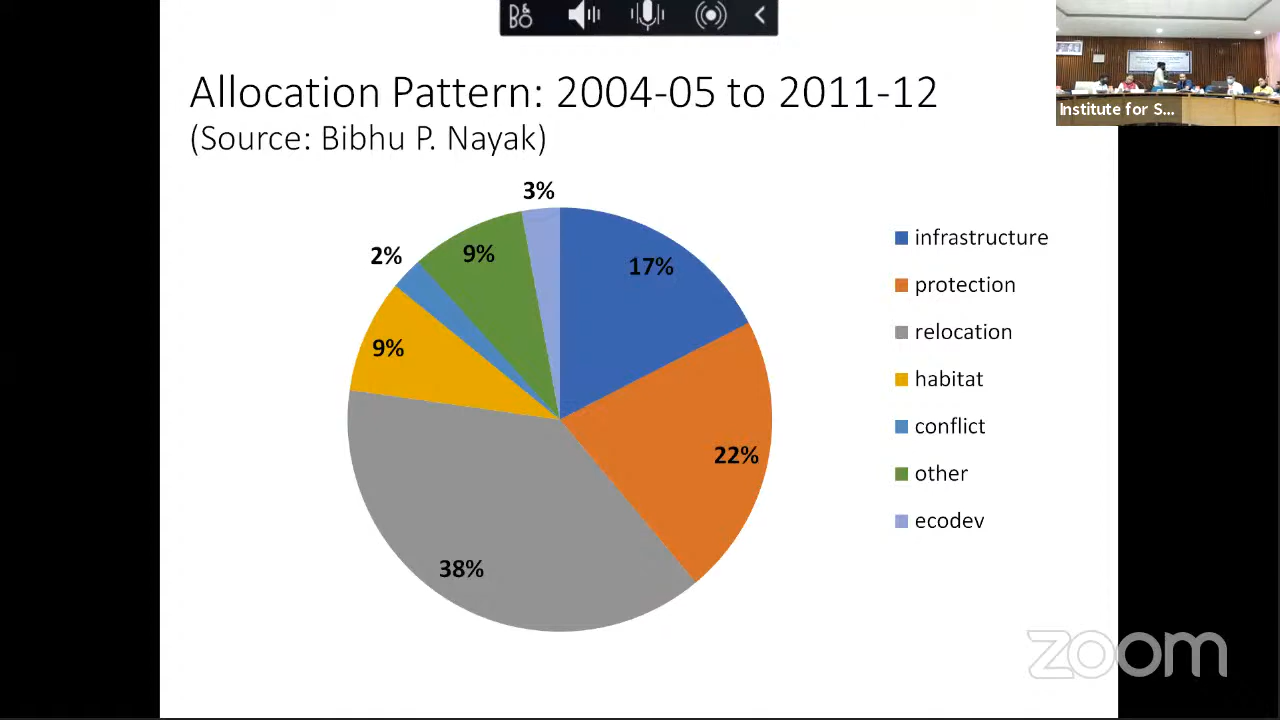 B&O
Institute for S...
Allocation Pattern: 2004-05 to 2011-12
(Source: Bibhu P. Nayak)
3%
2%
9%
17%
9%
22%
38%
infrastructure
protection
relocation
habitat
conflict
other
ecodev
zoom